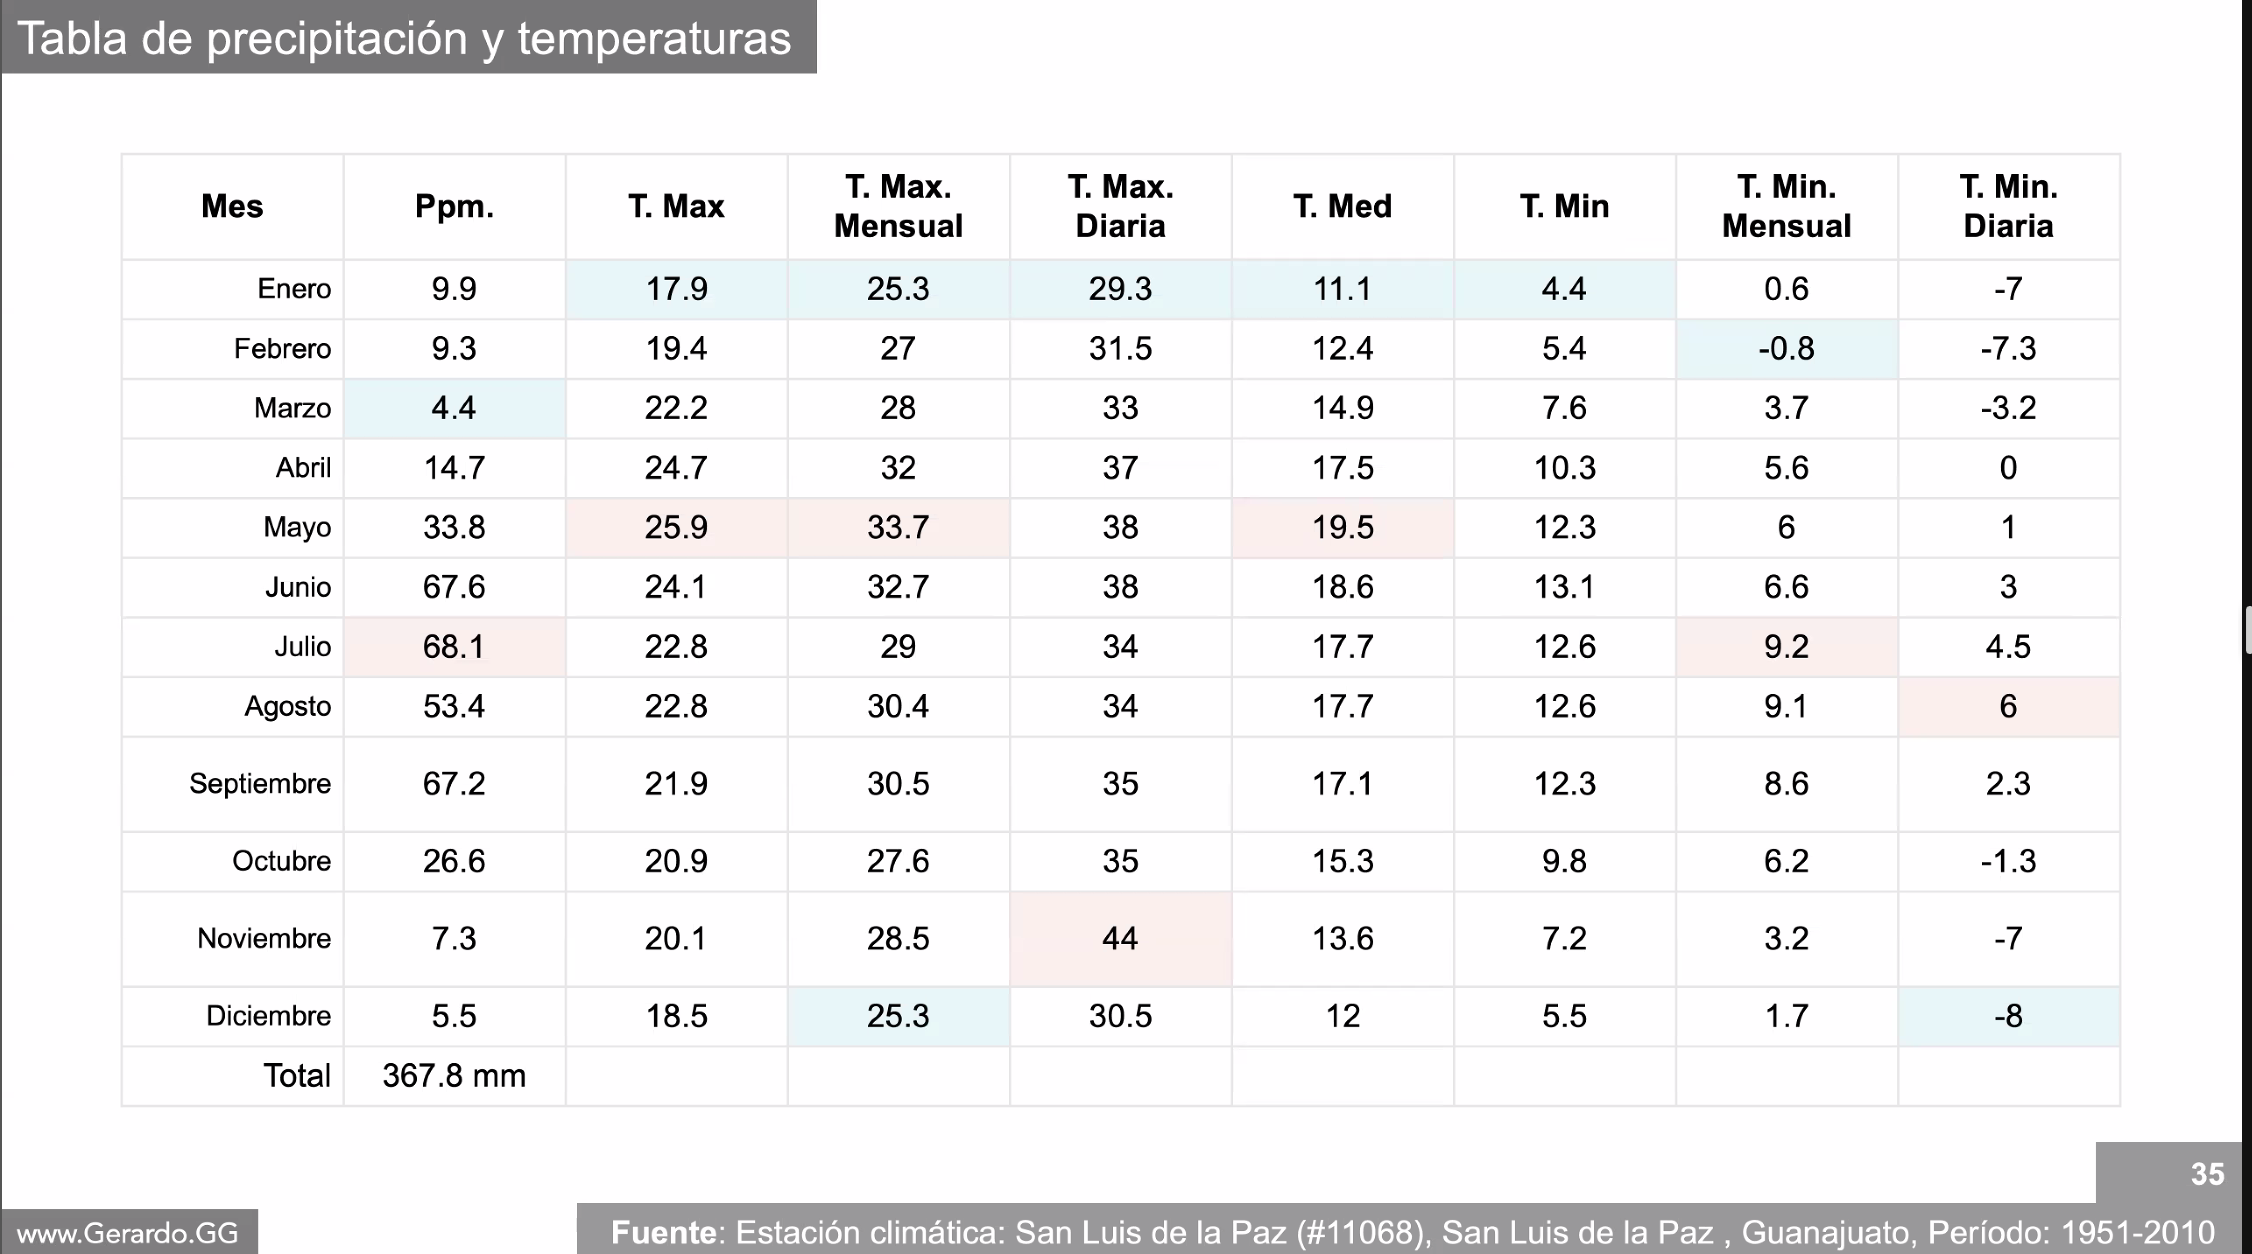 Tabla de precipitación y temperaturas
Mes Ppm. T. Max T. Max. Mensual T. Max. Diaria T. Med T. Min T. Min. Mensual T. Min. Diaria
Enero 9.9 17.9 25.3 29.3 11.1 4.4 0.6 -7
Febrero 9.3 19.4 27 31.5 12.4 5.4 -0.8 -7.3
Marzo 4.4 22.2 28 33 14.9 7.6 3.7 -3.2
Abril 14.7 24.7 32 37 17.5 10.3 5.6 0
Mayo 33.8 25.9 33.7 38 19.5 12.3 6 1
Junio 67.6 24.1 32.7 38 18.6 13.1 6.6 3
Julio 68.1 22.8 29 34 17.7 12.6 9.2 4.5
Agosto 53.4 22.8 30.4 34 17.7 12.6 9.1 6
Septiembre 67.2 21.9 30.5 35 17.1 12.3 8.6 2.3
Octubre 26.6 20.9 27.6 35 15.3 9.8 6.2 -1.3
Noviembre 7.3 20.1 28.5 44 13.6 7.2 3.2 -7
Diciembre 5.5 18.5 25.3 30.5 12 5.5 1.7 -8
Total 367.8 mm
35
www.Gerardo.GG
Fuente: Estación climática: San Luis de la Paz (#11068), San Luis de la Paz , Guanajuato, Período: 1951-2010